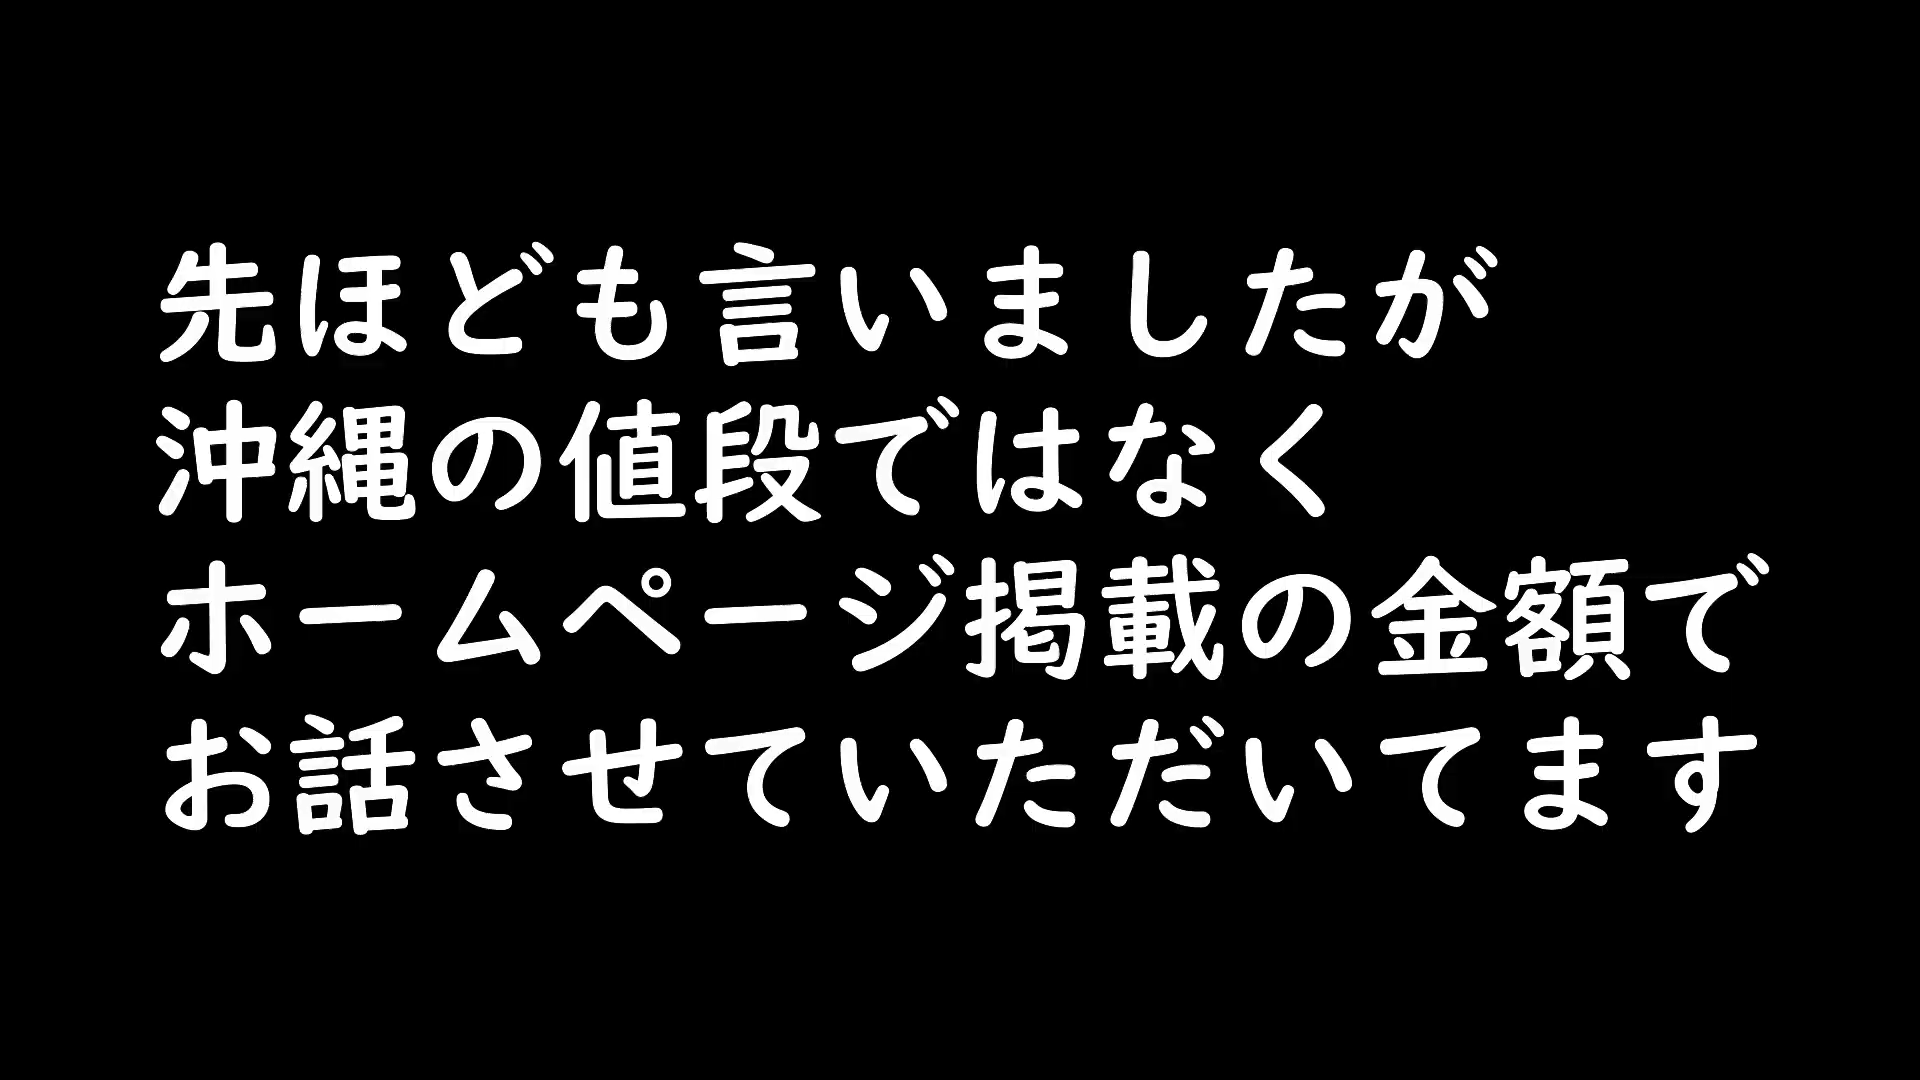 先ほども言いましたが
沖縄の値段ではなく
ホームページ掲載の金額で
お話させていただいてます